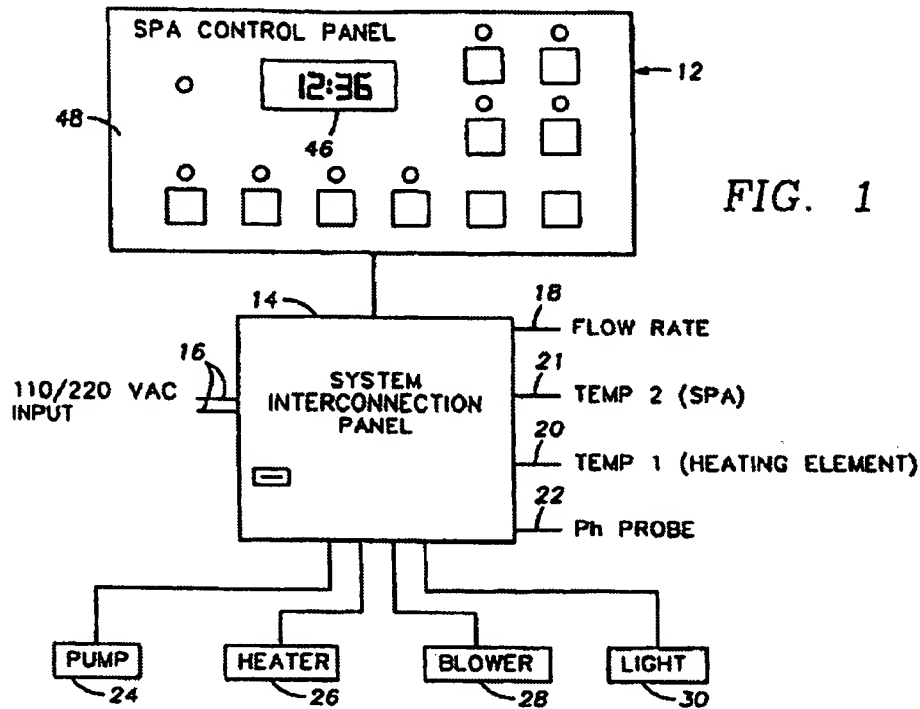 SPA CONTROL PANEL
12:36
12
48
46
FIG. 1
14
18
FLOW RATE
16
110/220 VAC
INPUT
SYSTEM
INTERCONNECTION
PANEL
21
TEMP 2 (SPA)
20
TEMP 1 (HEATING ELEMENT)
22
Ph PROBE
PUMP
HEATER
BLOWER
LIGHT
24
26
28
30